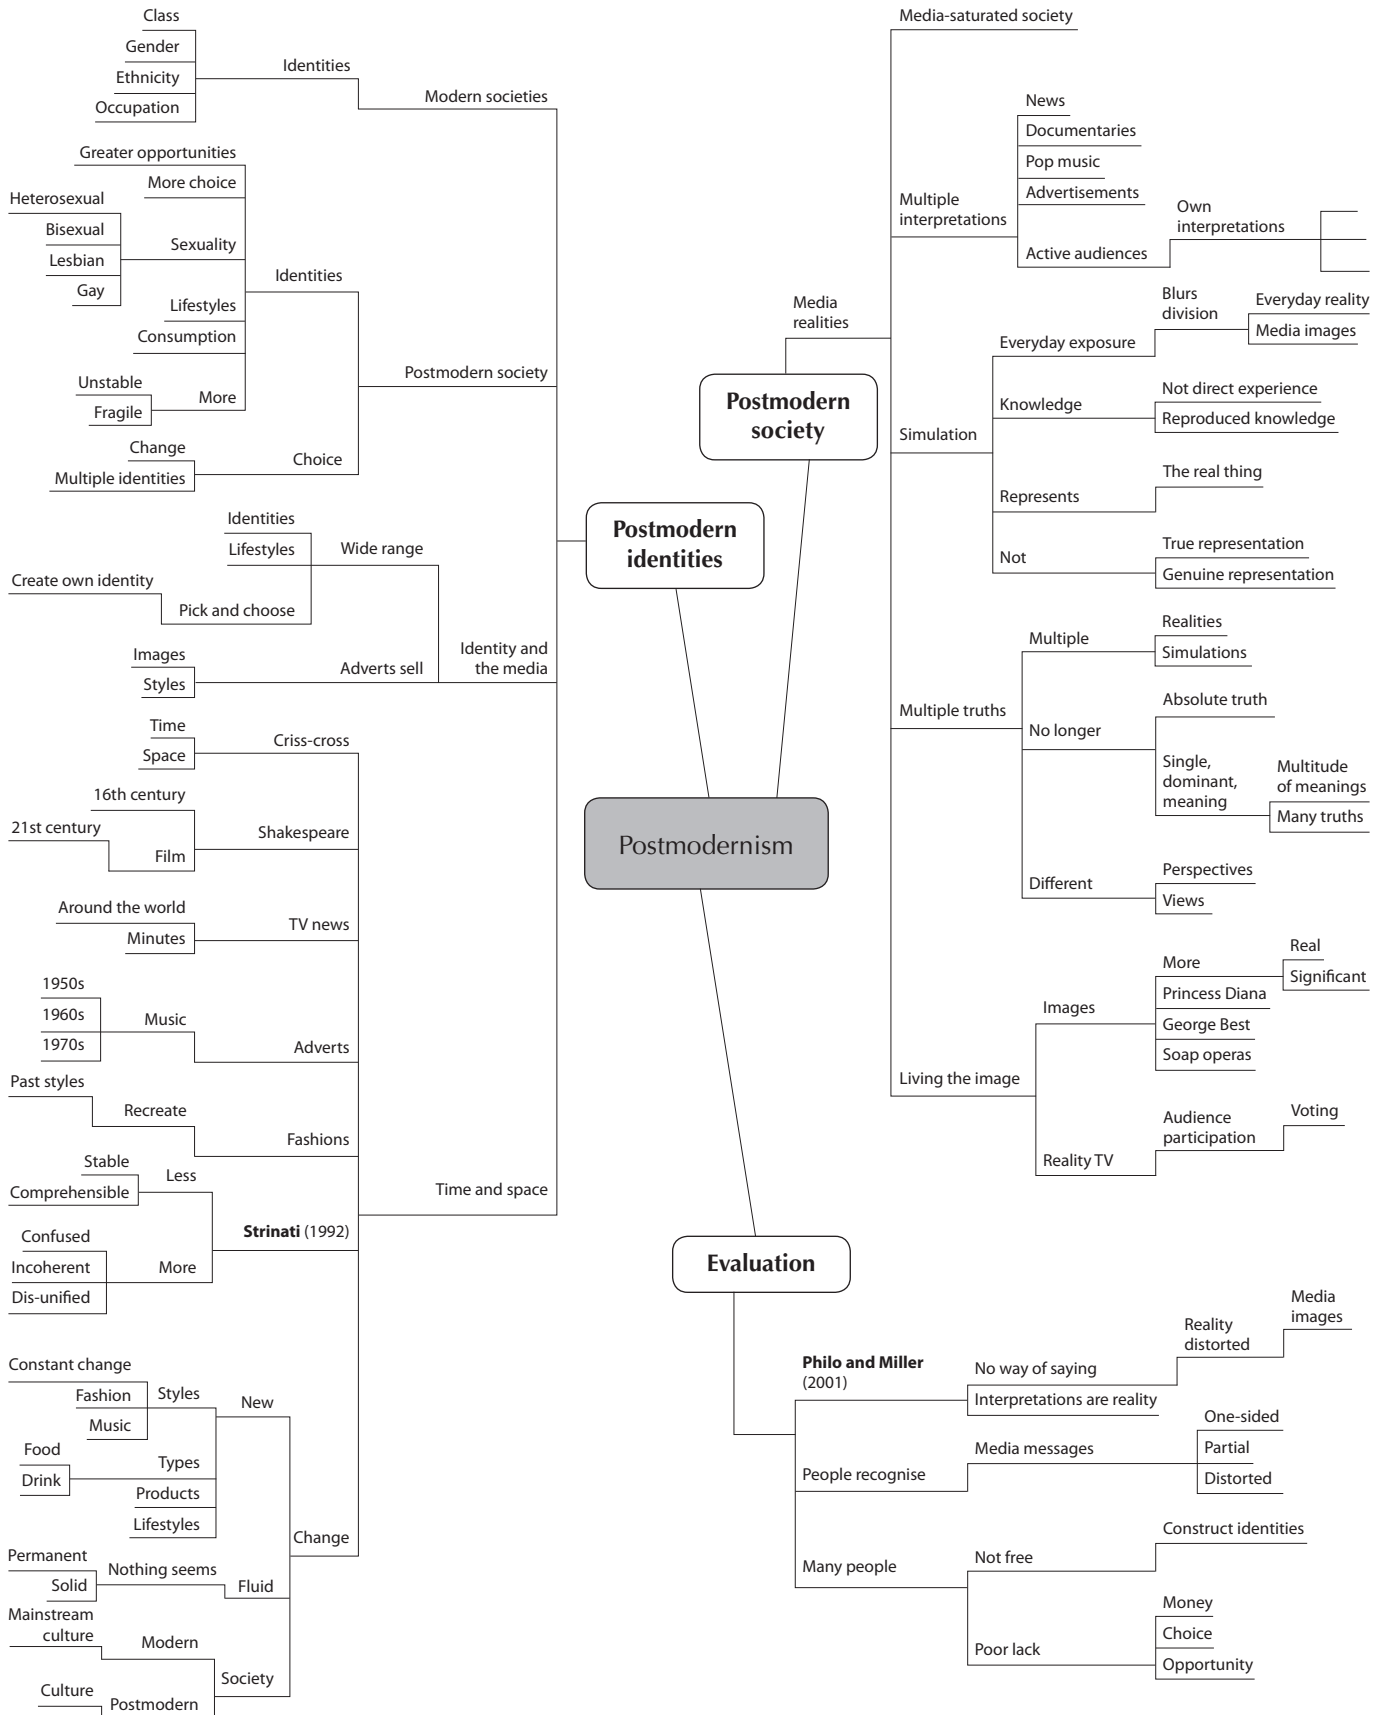 Postmodernism
Postmodern
identities
Modern societies
Identities
Class
Gender
Ethnicity
Occupation
Postmodern society
Identities
Greater opportunities
More choice
Sexuality
Heterosexual
Bisexual
Lesbian
Gay
Lifestyles
Consumption
More
Unstable
Fragile
Choice
Change
Multiple identities
Identity and
the media
Wide range
Identities
Lifestyles
Pick and choose
Create own identity
Adverts sell
Images
Styles
Time and space
Criss-cross
Time
Space
Shakespeare
16th century
Film
21st century
TV news
Around the world
Minutes
Adverts
Music
1950s
1960s
1970s
Fashions
Recreate
Past styles
Strinati (1992)
Less
Stable
Comprehensible
More
Confused
Incoherent
Dis-unified
Change
New
Styles
Constant change
Fashion
Music
Types
Food
Drink
Products
Lifestyles
Fluid
Nothing seems
Permanent
Solid
Society
Modern
Mainstream
culture
Postmodern
Culture
Postmodern
society
Media
realities
Media-saturated society
Multiple
interpretations
News
Documentaries
Pop music
Advertisements
Active audiences
Own
interpretations
Simulation
Everyday exposure
Blurs
division
Everyday reality
Media images
Knowledge
Not direct experience
Reproduced knowledge
Represents
The real thing
Not
True representation
Genuine representation
Multiple truths
Multiple
Realities
Simulations
No longer
Absolute truth
Single,
dominant,
meaning
Multitude
of meanings
Many truths
Different
Perspectives
Views
Living the image
Images
More
Real
Significant
Princess Diana
George Best
Soap operas
Reality TV
Audience
participation
Voting
Evaluation
Philo and Miller
(2001)
No way of saying
Reality
distorted
Media
images
Interpretations are reality
People recognise
Media messages
One-sided
Partial
Distorted
Many people
Not free
Construct identities
Poor lack
Money
Choice
Opportunity